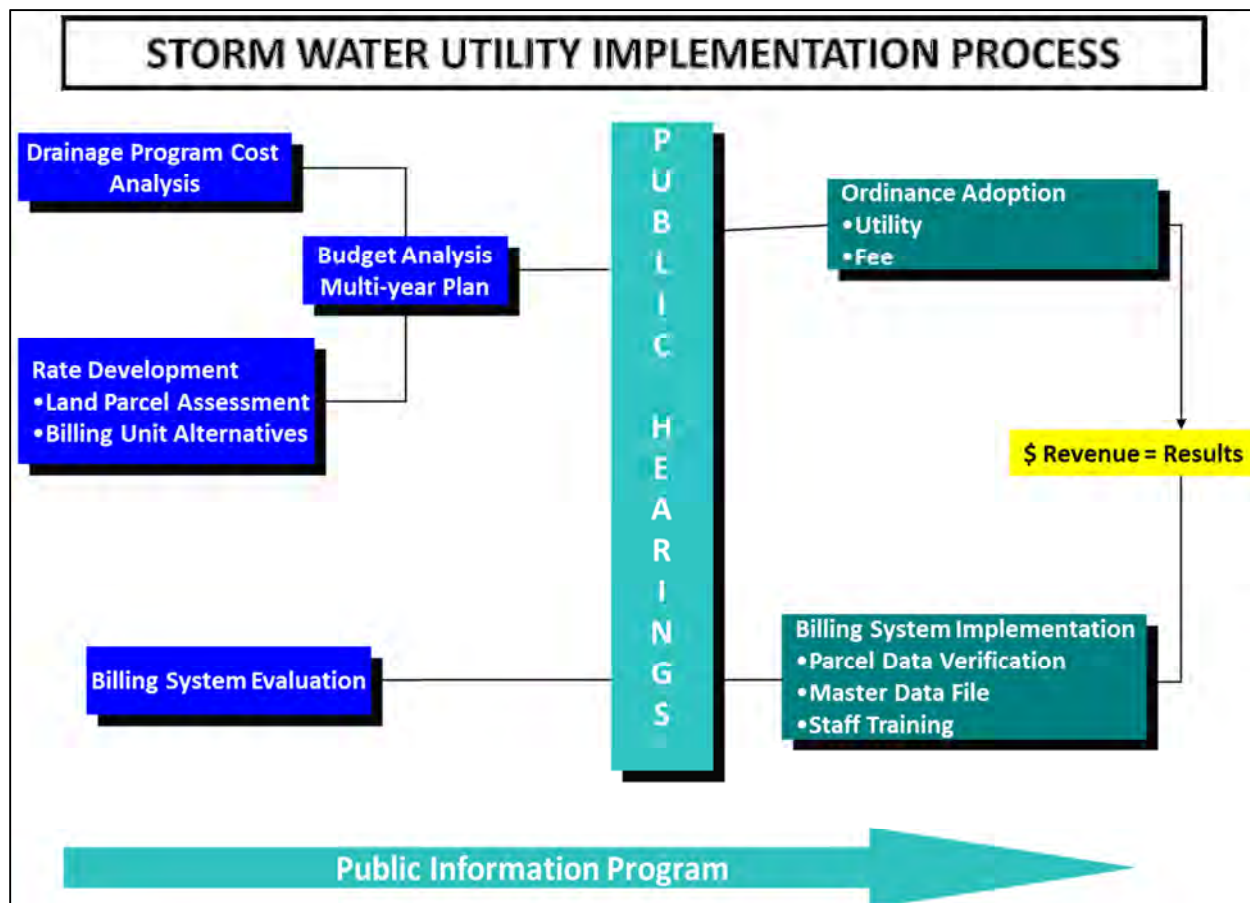 STORM WATER UTILITY IMPLEMENTATION PROCESS
Drainage Program Cost
Analysis
Budget Analysis
Multi-year Plan
Rate Development
•Land Parcel Assessment
•Billing Unit Alternatives
Billing System Evaluation
PUBLIC HEARINGS
Ordinance Adoption
•Utility
•Fee
$ Revenue = Results
Billing System Implementation
•Parcel Data Verification
•Master Data File
•Staff Training
Public Information Program